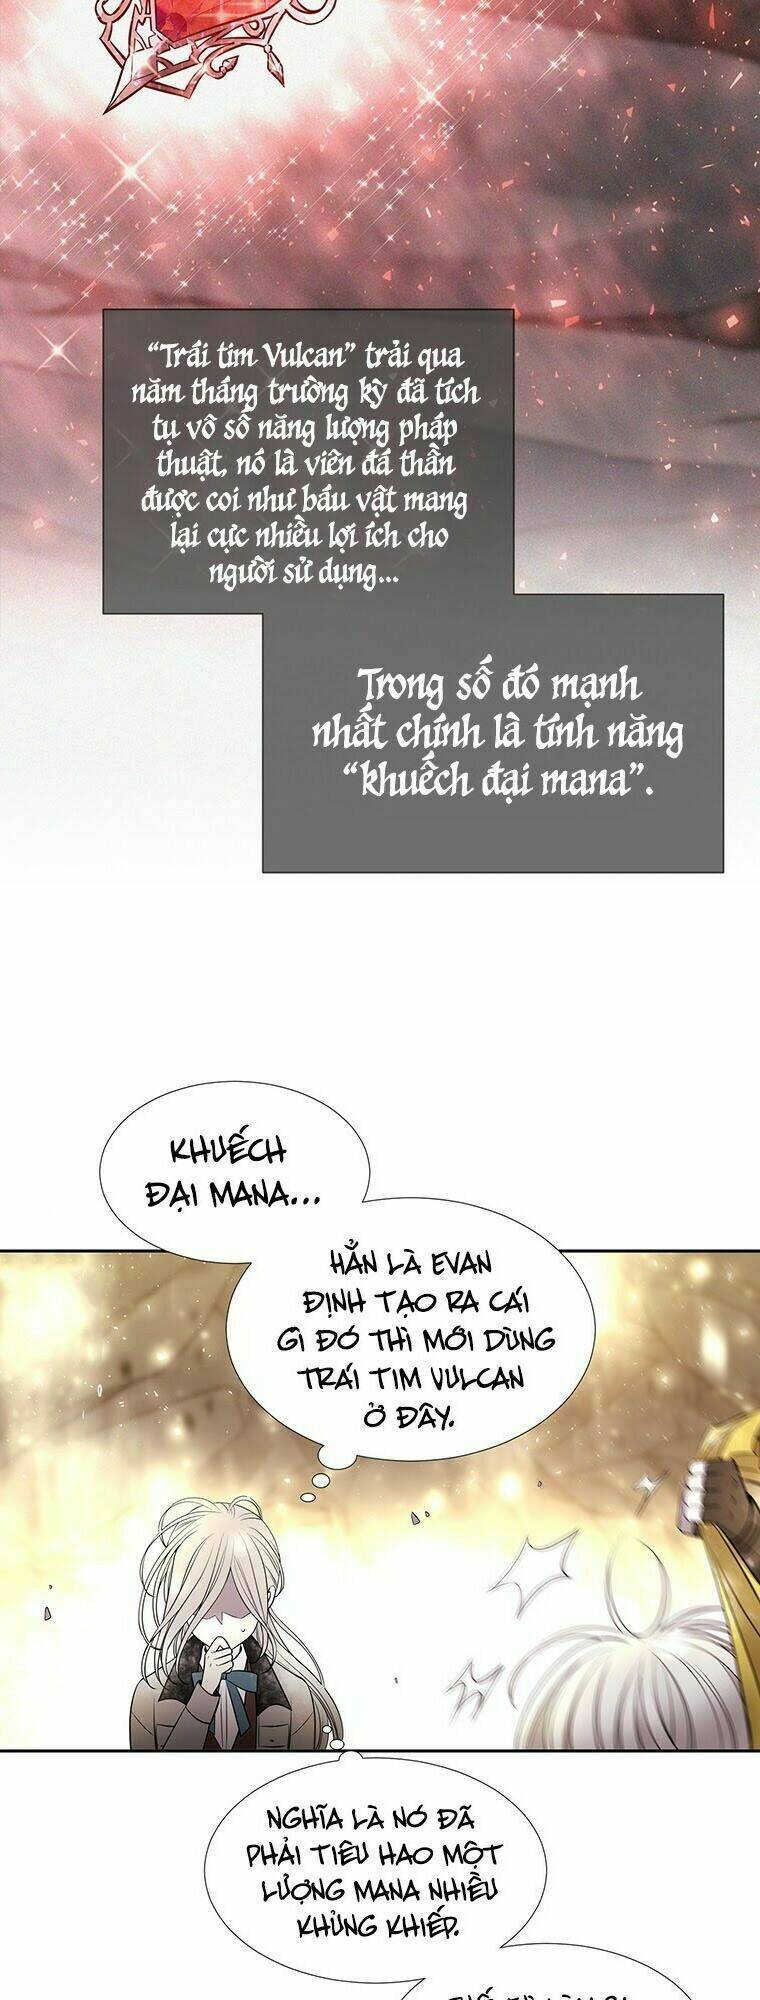 “Trái tim Vulcan” trải qua
năm tháng trường kỳ đã tích
tụ vô số năng lượng pháp
thuật, nó là viên đá thần
được coi như báu vật mang
lại cực nhiều lợi ích cho
người sử dụng...
Trong số đó mạnh
nhất chính là tính năng
“khuếch đại mana”.
KHUẾCH
ĐẠI MANA...
HẲN LÀ EVAN
ĐỊNH TẠO RA CÁI
GÌ ĐÓ THÌ MỚI DÙNG
TRÁI TIM VULCAN
Ở ĐÂY.
NGHĨA LÀ NÓ ĐÃ
PHẢI TIÊU HAO MỘT
LƯỢNG MANA NHIỀU
KHỦNG KHIẾP.